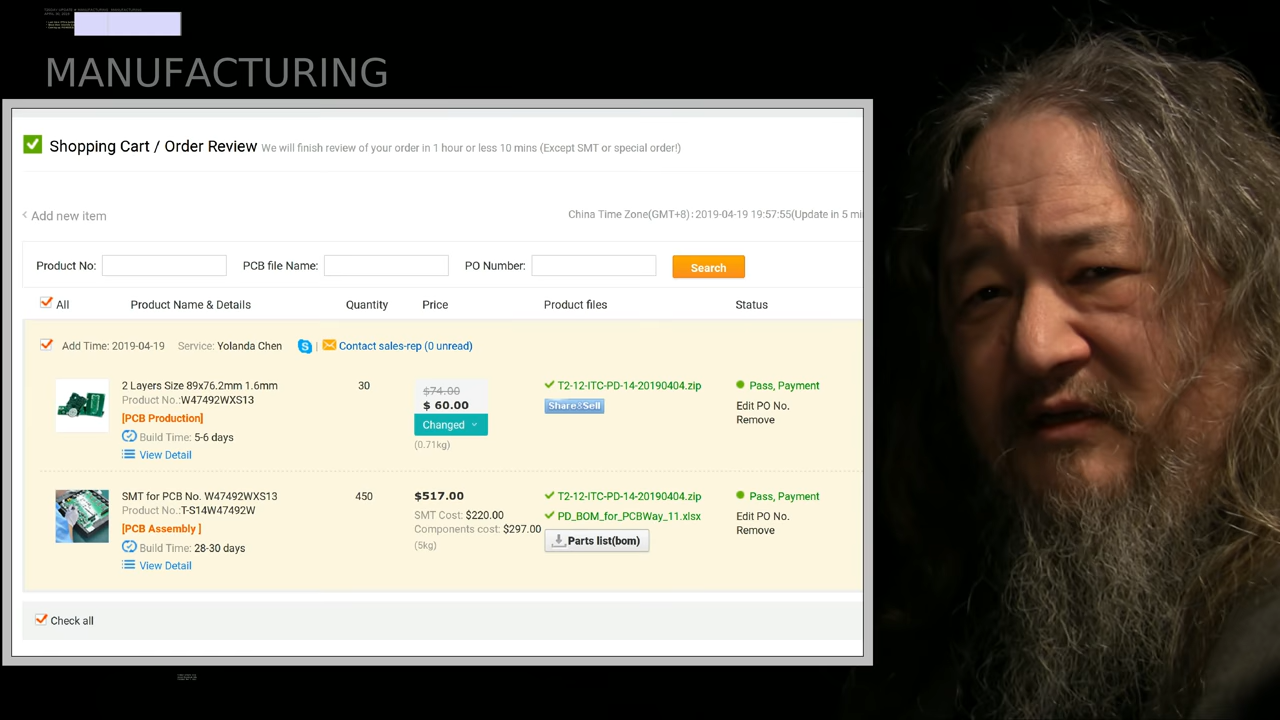 MANUFACTURING
Shopping Cart / Order Review We will finish review of your order in 1 hour or less 10 mins (Except SMT or special order!)
< Add new item
China Time Zone(GMT+8): 2019-04-19 19:57:55(Update in 5 mi
Product No: PCB file Name: PO Number: Search
All Product Name & Details Quantity Price Product files Status
Add Time: 2019-04-19 Service: Yolanda Chen | Contact sales-rep (0 unread)
2 Layers Size 89x76.2mm 1.6mm 30 $74.00 T2-12-ITC-PD-14-20190404.zip Pass, Payment
Product No.:W47492WXS13 $ 60.00 Share&Sell Edit PO No.
[PCB Production] Changed Remove
Build Time: 5-6 days (0.71kg)
View Detail
SMT for PCB No. W47492WXS13 450 $517.00 T2-12-ITC-PD-14-20190404.zip Pass, Payment
Product No.:T-S14W47492W SMT Cost: $220.00 PD_BOM_for_PCBWay_11.xlsx Edit PO No.
[PCB Assembly ] Components cost: $297.00 Remove
Build Time: 28-30 days (5kg) Parts list(bom)
View Detail
Check all